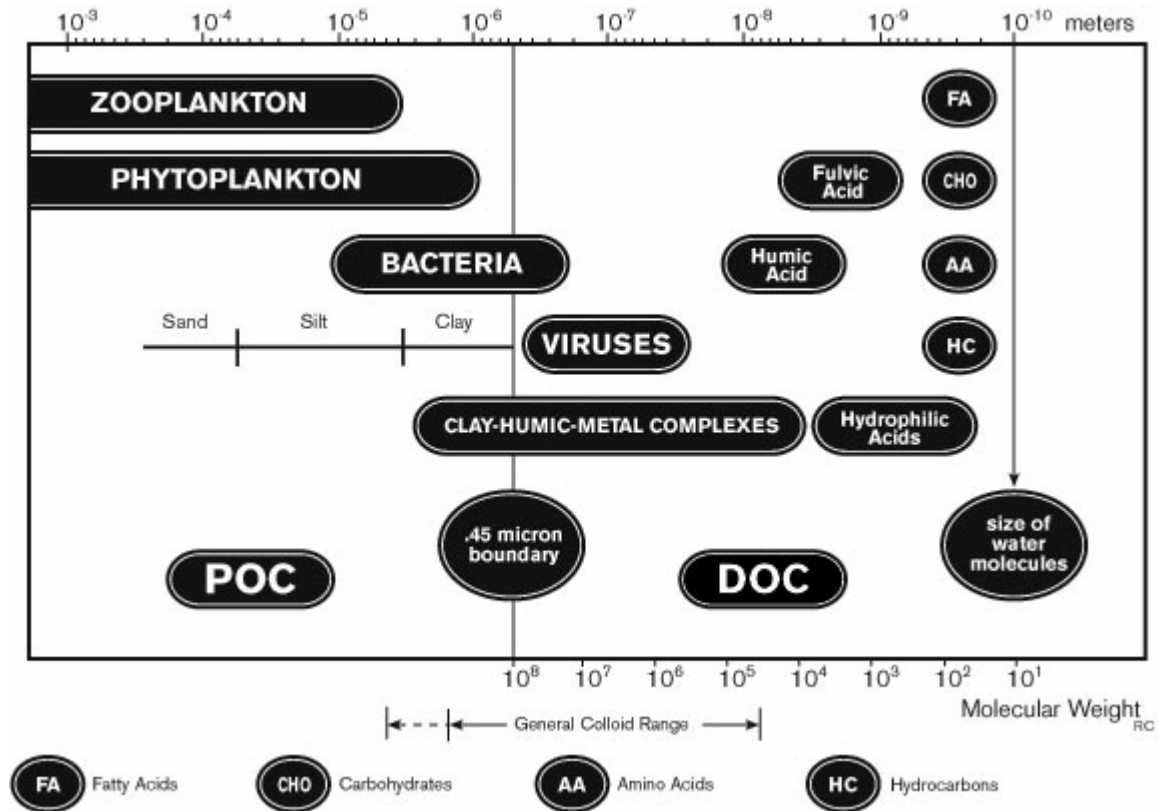 10⁻³ 10⁻⁴ 10⁻⁵ 10⁻⁶ 10⁻⁷ 10⁻⁸ 10⁻⁹ 10⁻¹⁰ meters
ZOOPLANKTON
FA
PHYTOPLANKTON
Fulvic
Acid
CHO
BACTERIA
Humic
Acid
AA
Sand Silt Clay
VIRUSES
HC
CLAY-HUMIC-METAL COMPLEXES
Hydrophilic
Acids
.45 micron
boundary
size of
water
molecules
POC
DOC
10⁸ 10⁷ 10⁶ 10⁵ 10⁴ 10³ 10² 10¹
Molecular Weight
RC
General Colloid Range
FA Fatty Acids
CHO Carbohydrates
AA Amino Acids
HC Hydrocarbons